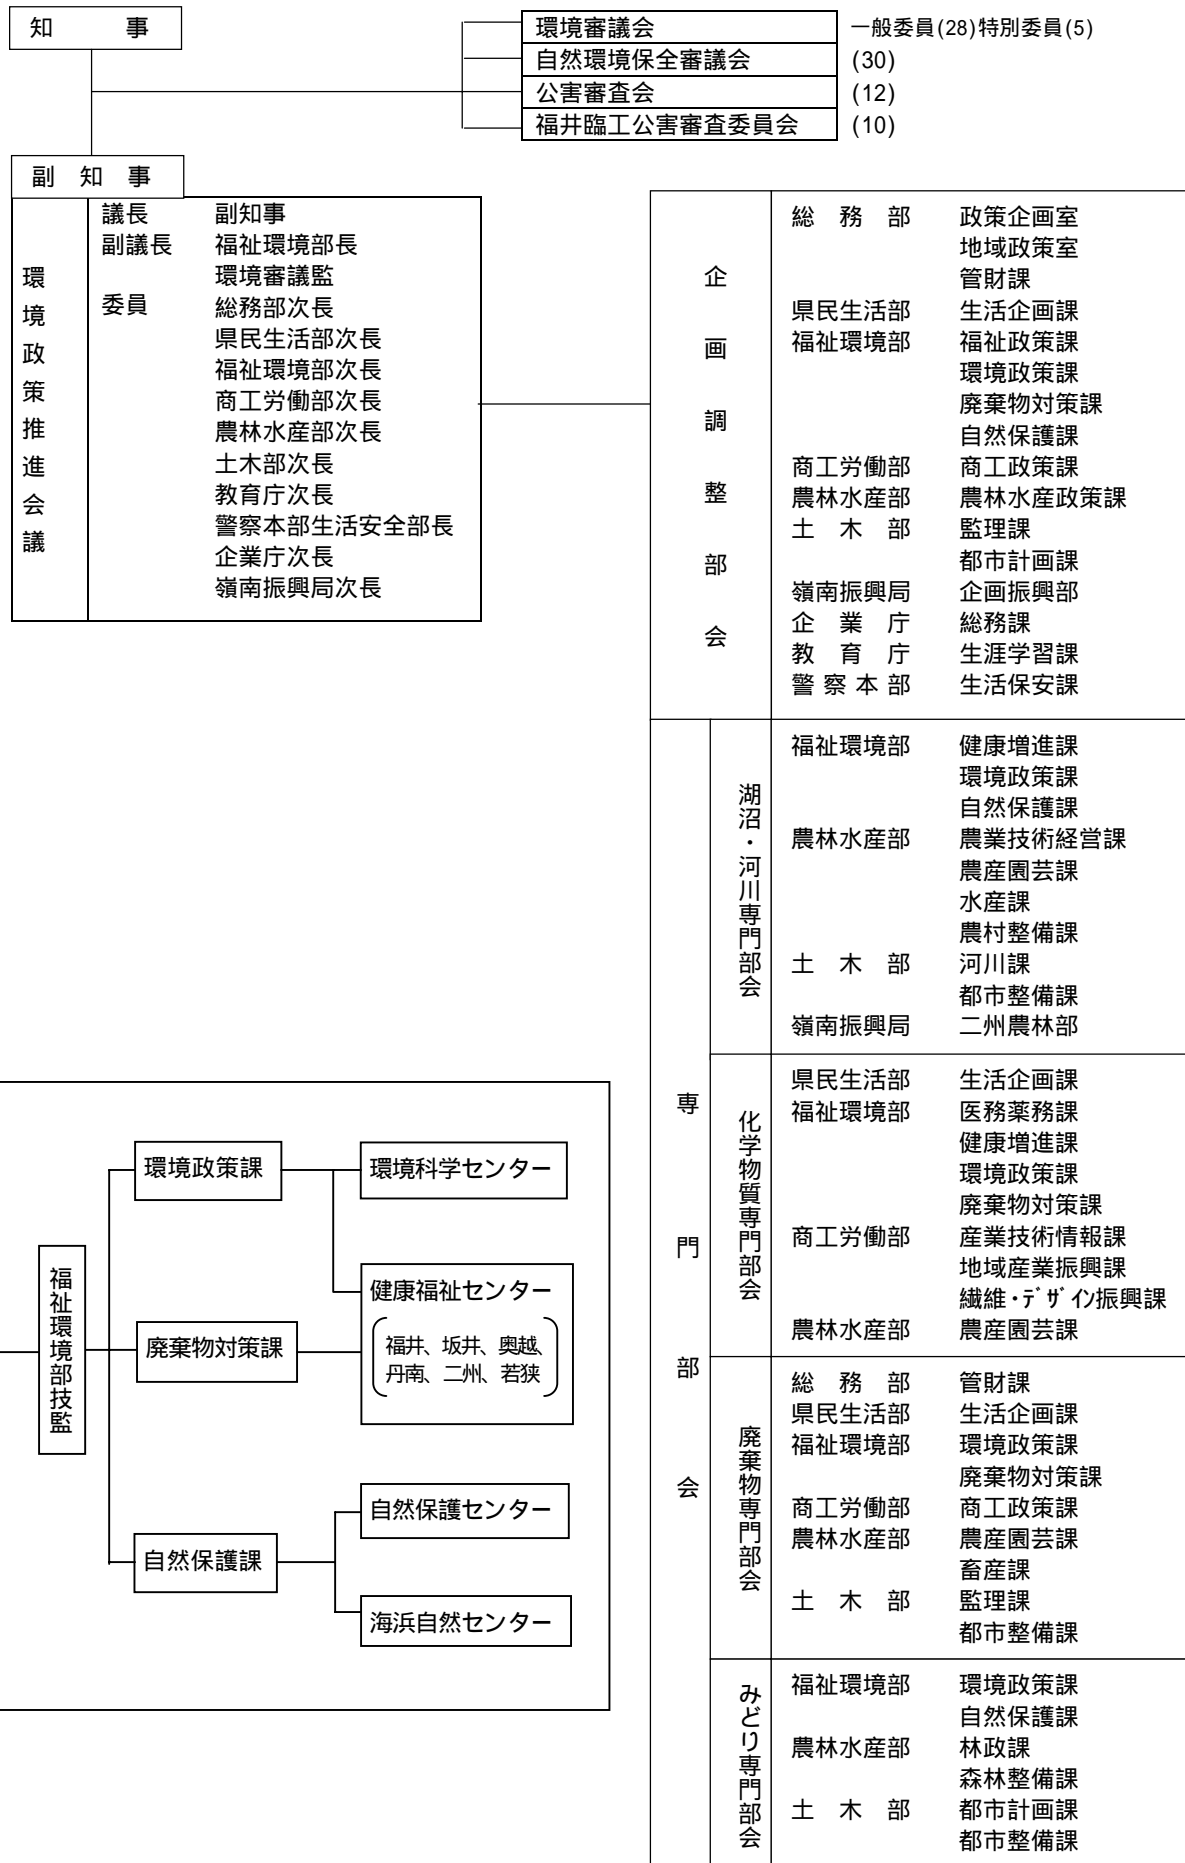 知　事
環境審議会　一般委員(28)特別委員(5)
自然環境保全審議会　(30)
公害審査会　(12)
福井臨工公害審査委員会　(10)
副　知　事
環境政策推進会議
議長　副知事
副議長　福祉環境部長
環境審議監
委員　総務部次長
県民生活部次長
福祉環境部次長
商工労働部次長
農林水産部次長
土木部次長
教育庁次長
警察本部生活安全部長
企業庁次長
嶺南振興局次長
企画調整部会
総　務　部　政策企画室
地域政策室
管財課
県民生活部　生活企画課
福祉環境部　福祉政策課
環境政策課
廃棄物対策課
自然保護課
商工労働部　商工政策課
農林水産部　農林水産政策課
土　木　部　監理課
都市計画課
嶺南振興局　企画振興部
企　業　庁　総務課
教　育　庁　生涯学習課
警察本部　生活保安課
専門部会
湖沼・河川専門部会
福祉環境部　健康増進課
環境政策課
自然保護課
農林水産部　農業技術経営課
農産園芸課
水産課
農村整備課
土　木　部　河川課
都市整備課
嶺南振興局　二州農林部
化学物質専門部会
県民生活部　生活企画課
福祉環境部　医務薬務課
健康増進課
環境政策課
廃棄物対策課
商工労働部　産業技術情報課
地域産業振興課
繊維・ﾃﾞｻﾞｲﾝ振興課
農林水産部　農産園芸課
廃棄物専門部会
総　務　部　管財課
県民生活部　生活企画課
福祉環境部　環境政策課
廃棄物対策課
商工労働部　商工政策課
農林水産部　農産園芸課
畜産課
土　木　部　監理課
都市整備課
みどり専門部会
福祉環境部　環境政策課
自然保護課
農林水産部　林政課
森林整備課
土　木　部　都市計画課
都市整備課
福祉環境部技監
環境政策課
環境科学センター
健康福祉センター
福井、坂井、奥越、
丹南、二州、若狭
廃棄物対策課
自然保護課
自然保護センター
海浜自然センター